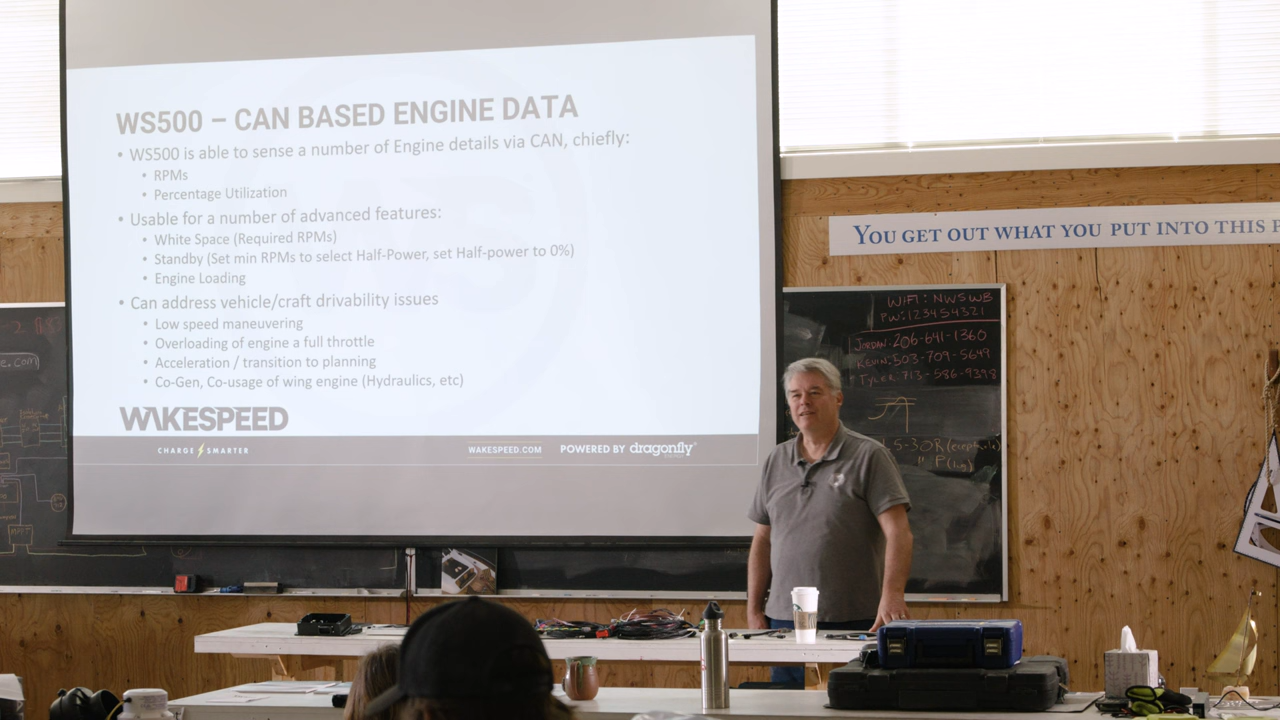 WS500 – CAN BASED ENGINE DATA
• WS500 is able to sense a number of Engine details via CAN, chiefly:
• RPMs
• Percentage Utilization
• Usable for a number of advanced features:
• White Space (Required RPMs)
• Standby (Set min RPMs to select Half-Power, set Half-power to 0%)
• Engine Loading
• Can address vehicle/craft drivability issues
• Low speed maneuvering
• Overloading of engine a full throttle
• Acceleration / transition to planning
• Co-Gen, Co-usage of wing engine (Hydraulics, etc)
WAKESPEED
CHARGE SMARTER
WAKESPEED.COM
POWERED BY dragonfly
YOU GET OUT WHAT YOU PUT INTO THIS
WIFI: NWSWB
PW: 123454321
JORDAN: 206-641-1360
KEVIN: 503-709-5649
Tyler: 713-586-9398
e.com
MPPT